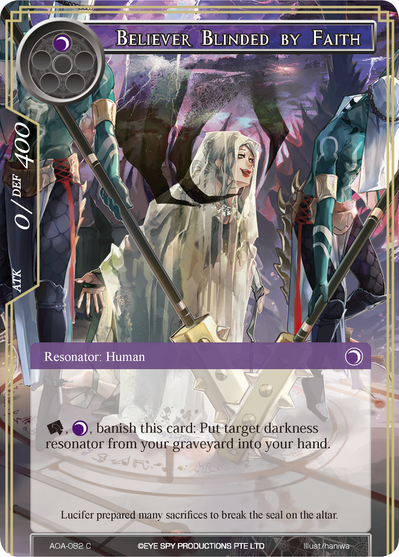 Believer Blinded by Faith
ATK 0 / DEF 400
Resonator: Human
, , banish this card: Put target darkness
resonator from your graveyard into your hand.
Lucifer prepared many sacrifices to break the seal on the altar.
AOA-082 C ©EYE SPY PRODUCTIONS PTE LTD Illust/haniwa